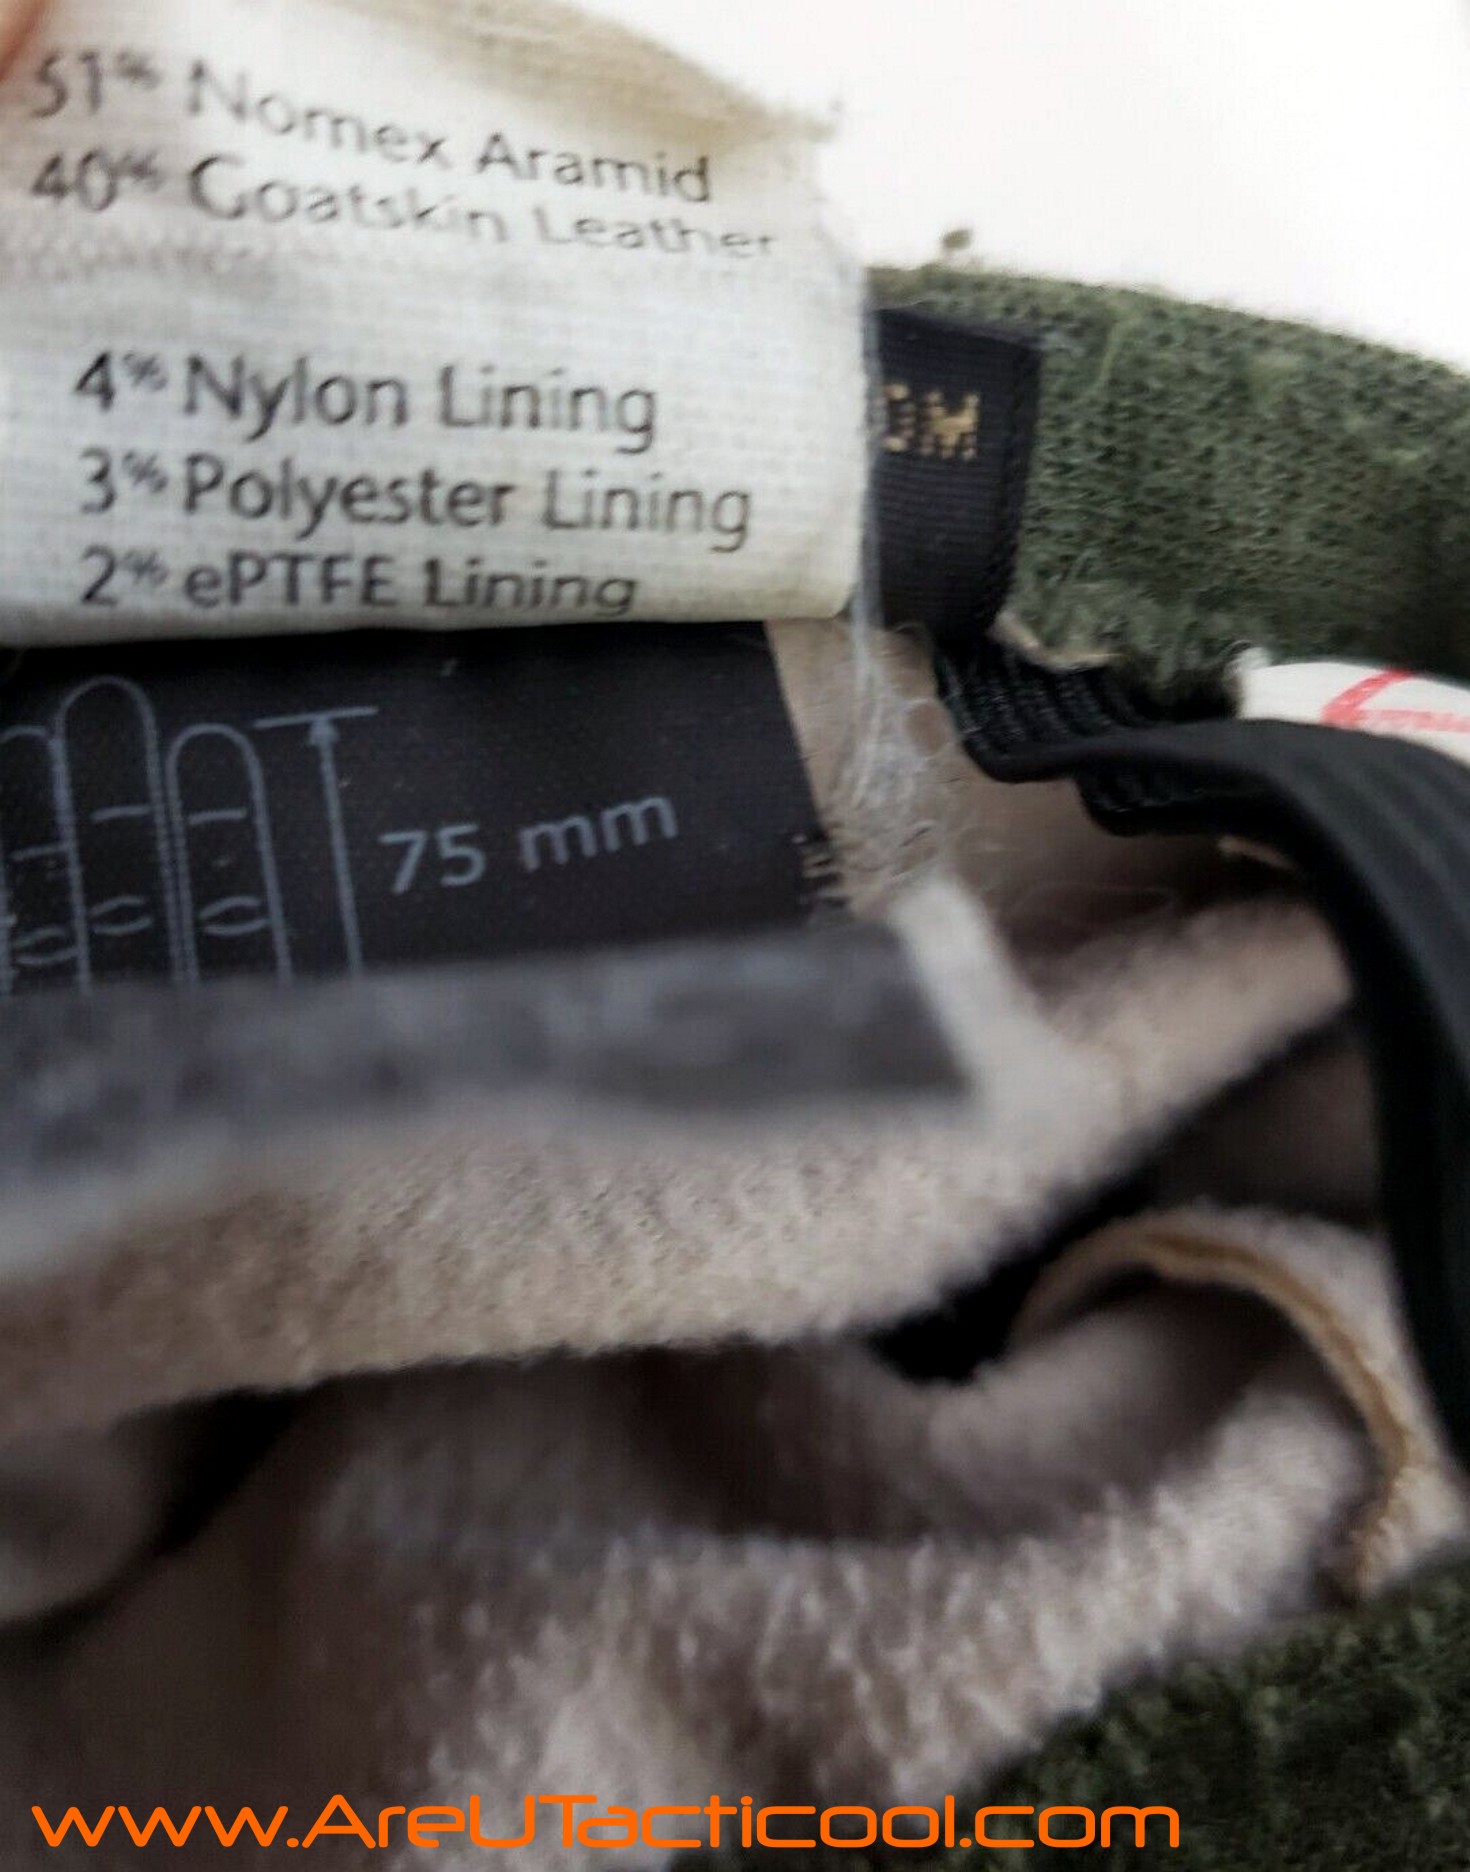 51% Nomex Aramid
40% Goatskin Leather
4% Nylon Lining
3% Polyester Lining
2% ePTFE Lining
75 mm
www.AreUTacticool.com